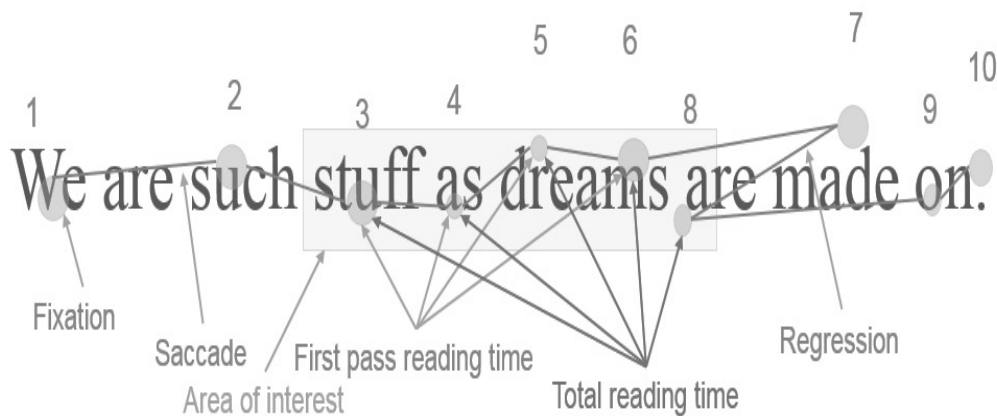 1 2 3 4 5 6 7 8 9 10
We are such stuff as dreams are made on.
Fixation
Saccade
Area of interest
First pass reading time
Total reading time
Regression